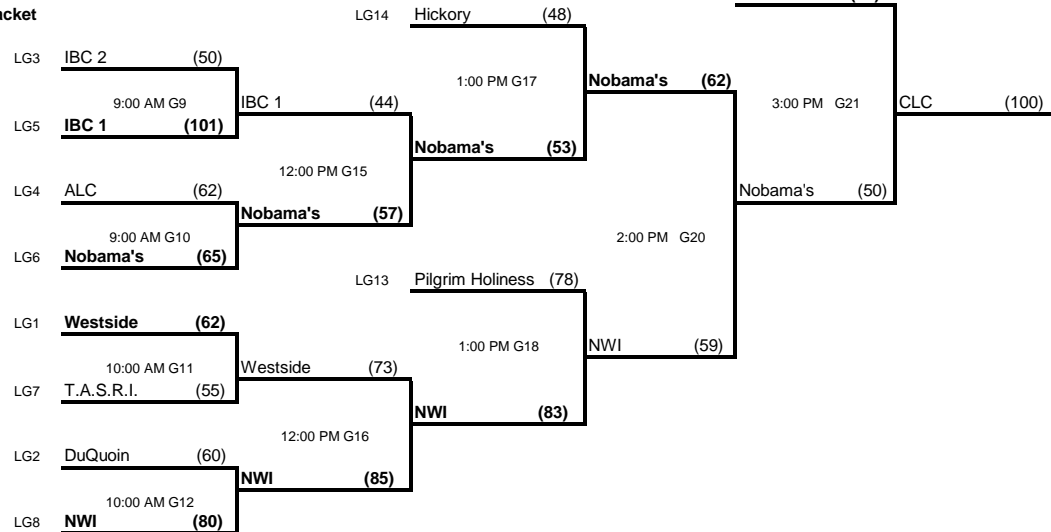 LG14 Hickory (48)
LG3 IBC 2 (50)
1:00 PM G17 Nobama's (62)
9:00 AM G9 IBC 1 (44) 3:00 PM G21 CLC (100)
LG5 IBC 1 (101)
Nobama's (53)
12:00 PM G15
LG4 ALC (62) Nobama's (50)
Nobama's (57)
9:00 AM G10 2:00 PM G20
LG6 Nobama's (65)
LG13 Pilgrim Holiness (78)
LG1 Westside (62)
1:00 PM G18 NWI (59)
10:00 AM G11 Westside (73)
LG7 T.A.S.R.I. (55)
NWI (83)
12:00 PM G16
LG2 DuQuoin (60)
NWI (85)
10:00 AM G12
LG8 NWI (80)